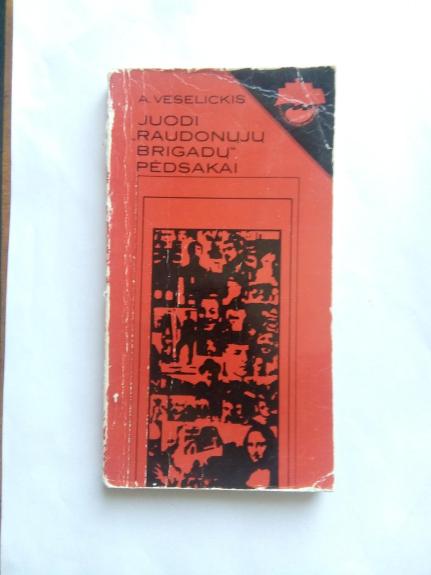 A. VESELICKIS
JUODI
„RAUDONŲJŲ
BRIGADŲ“
PĖDSAKAI